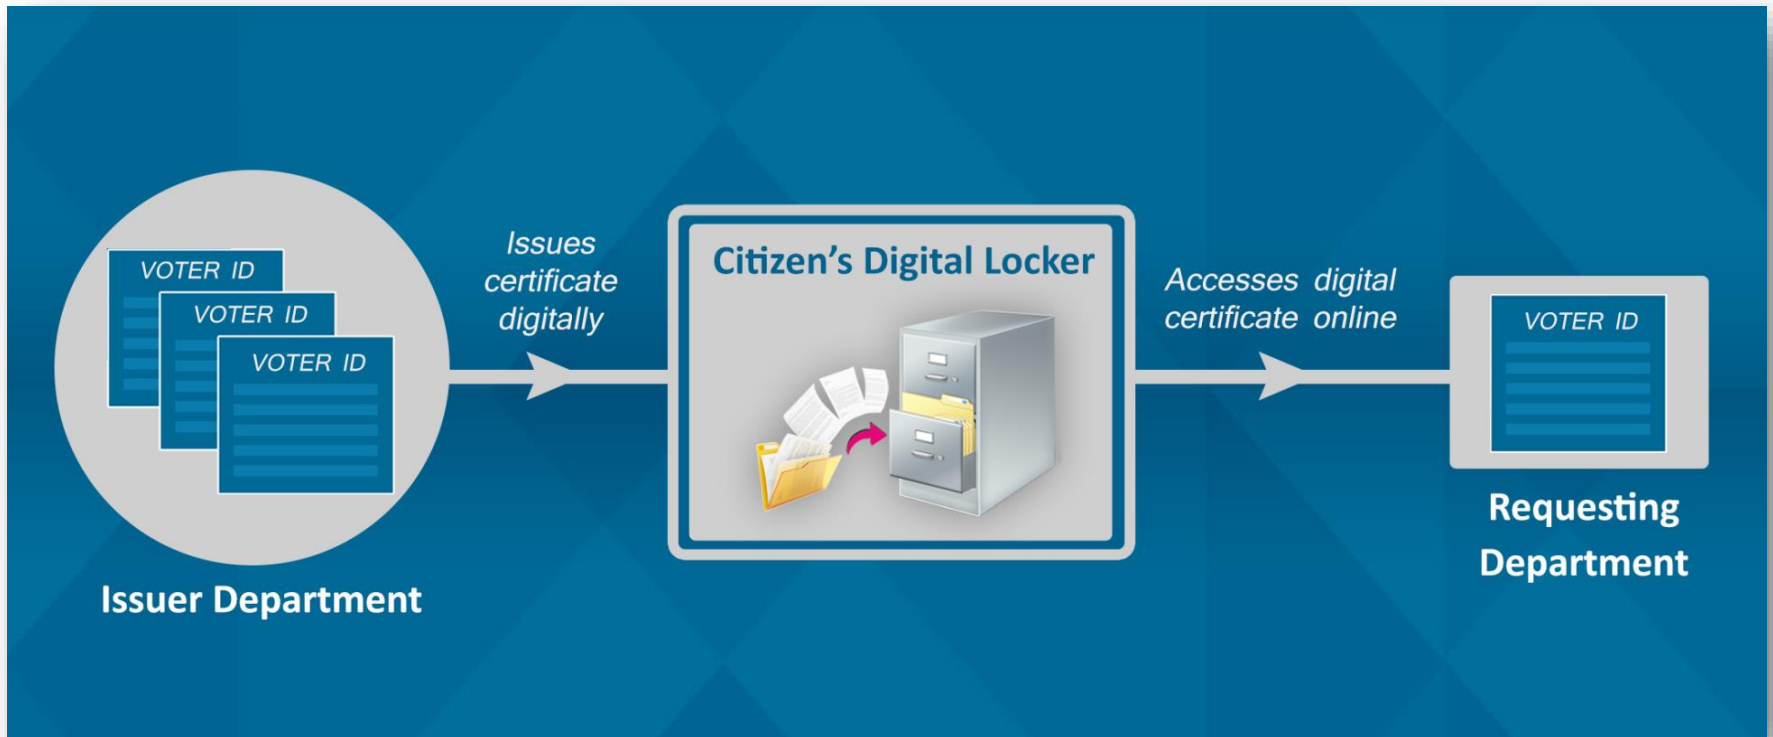 VOTER ID
VOTER ID
VOTER ID
Issuer Department
Issues
certificate
digitally
Citizen's Digital Locker
Accesses digital
certificate online
VOTER ID
Requesting
Department